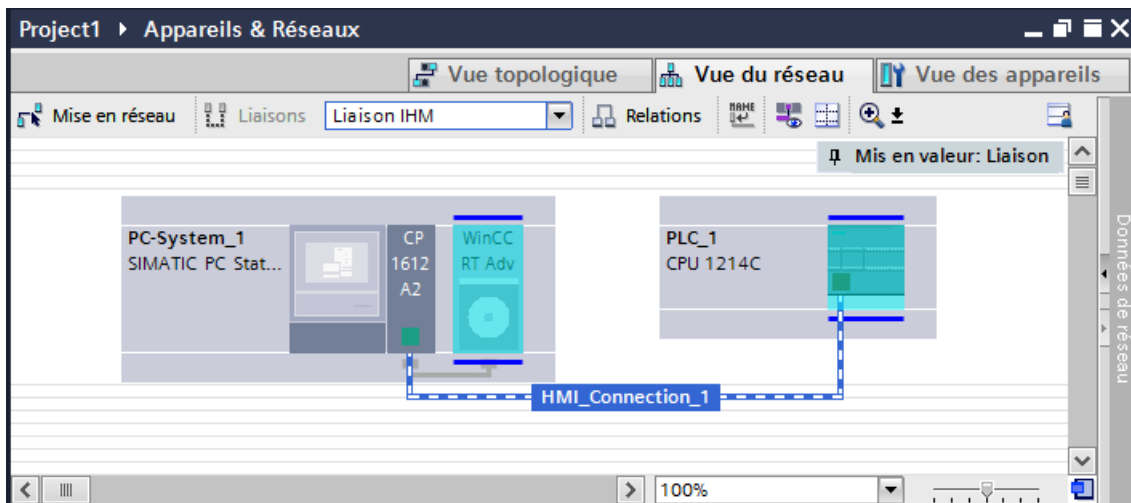 Project1 ▸ Appareils & Réseaux
Vue topologique
Vue du réseau
Vue des appareils
Mise en réseau
Liaisons
Liaison IHM
Relations
NAME
Mis en valeur: Liaison
PC-System_1
SIMATIC PC Stat...
CP
1612
A2
WinCC
RT Adv
PLC_1
CPU 1214C
HMI_Connection_1
Données de réseau
100%